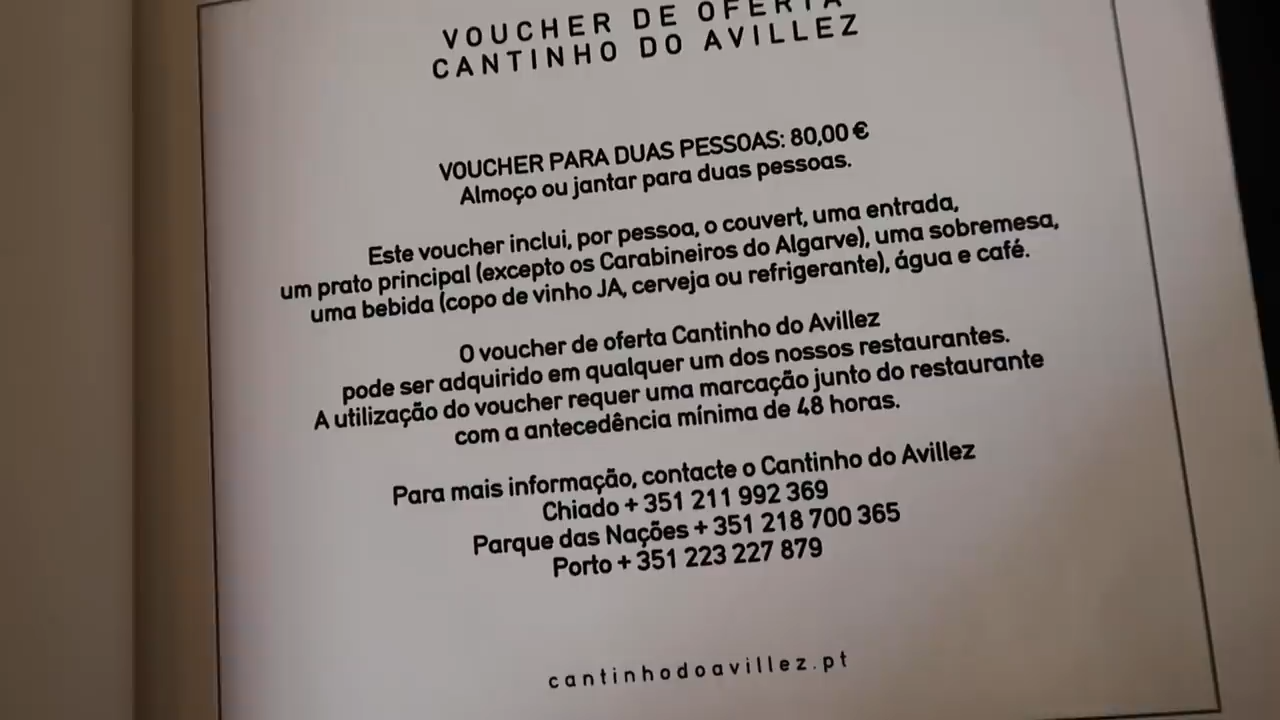 VOUCHER DE OFERTA
CANTINHO DO AVILLEZ
VOUCHER PARA DUAS PESSOAS: 80,00 €
Almoço ou jantar para duas pessoas.
Este voucher inclui, por pessoa, o couvert, uma entrada,
um prato principal (excepto os Carabineiros do Algarve), uma sobremesa,
uma bebida (copo de vinho JA, cerveja ou refrigerante), água e café.
O voucher de oferta Cantinho do Avillez
pode ser adquirido em qualquer um dos nossos restaurantes.
A utilização do voucher requer uma marcação junto do restaurante
com a antecedência mínima de 48 horas.
Para mais informação, contacte o Cantinho do Avillez
Chiado + 351 211 992 369
Parque das Nações + 351 218 700 365
Porto + 351 223 227 879
cantinhodoavillez.pt